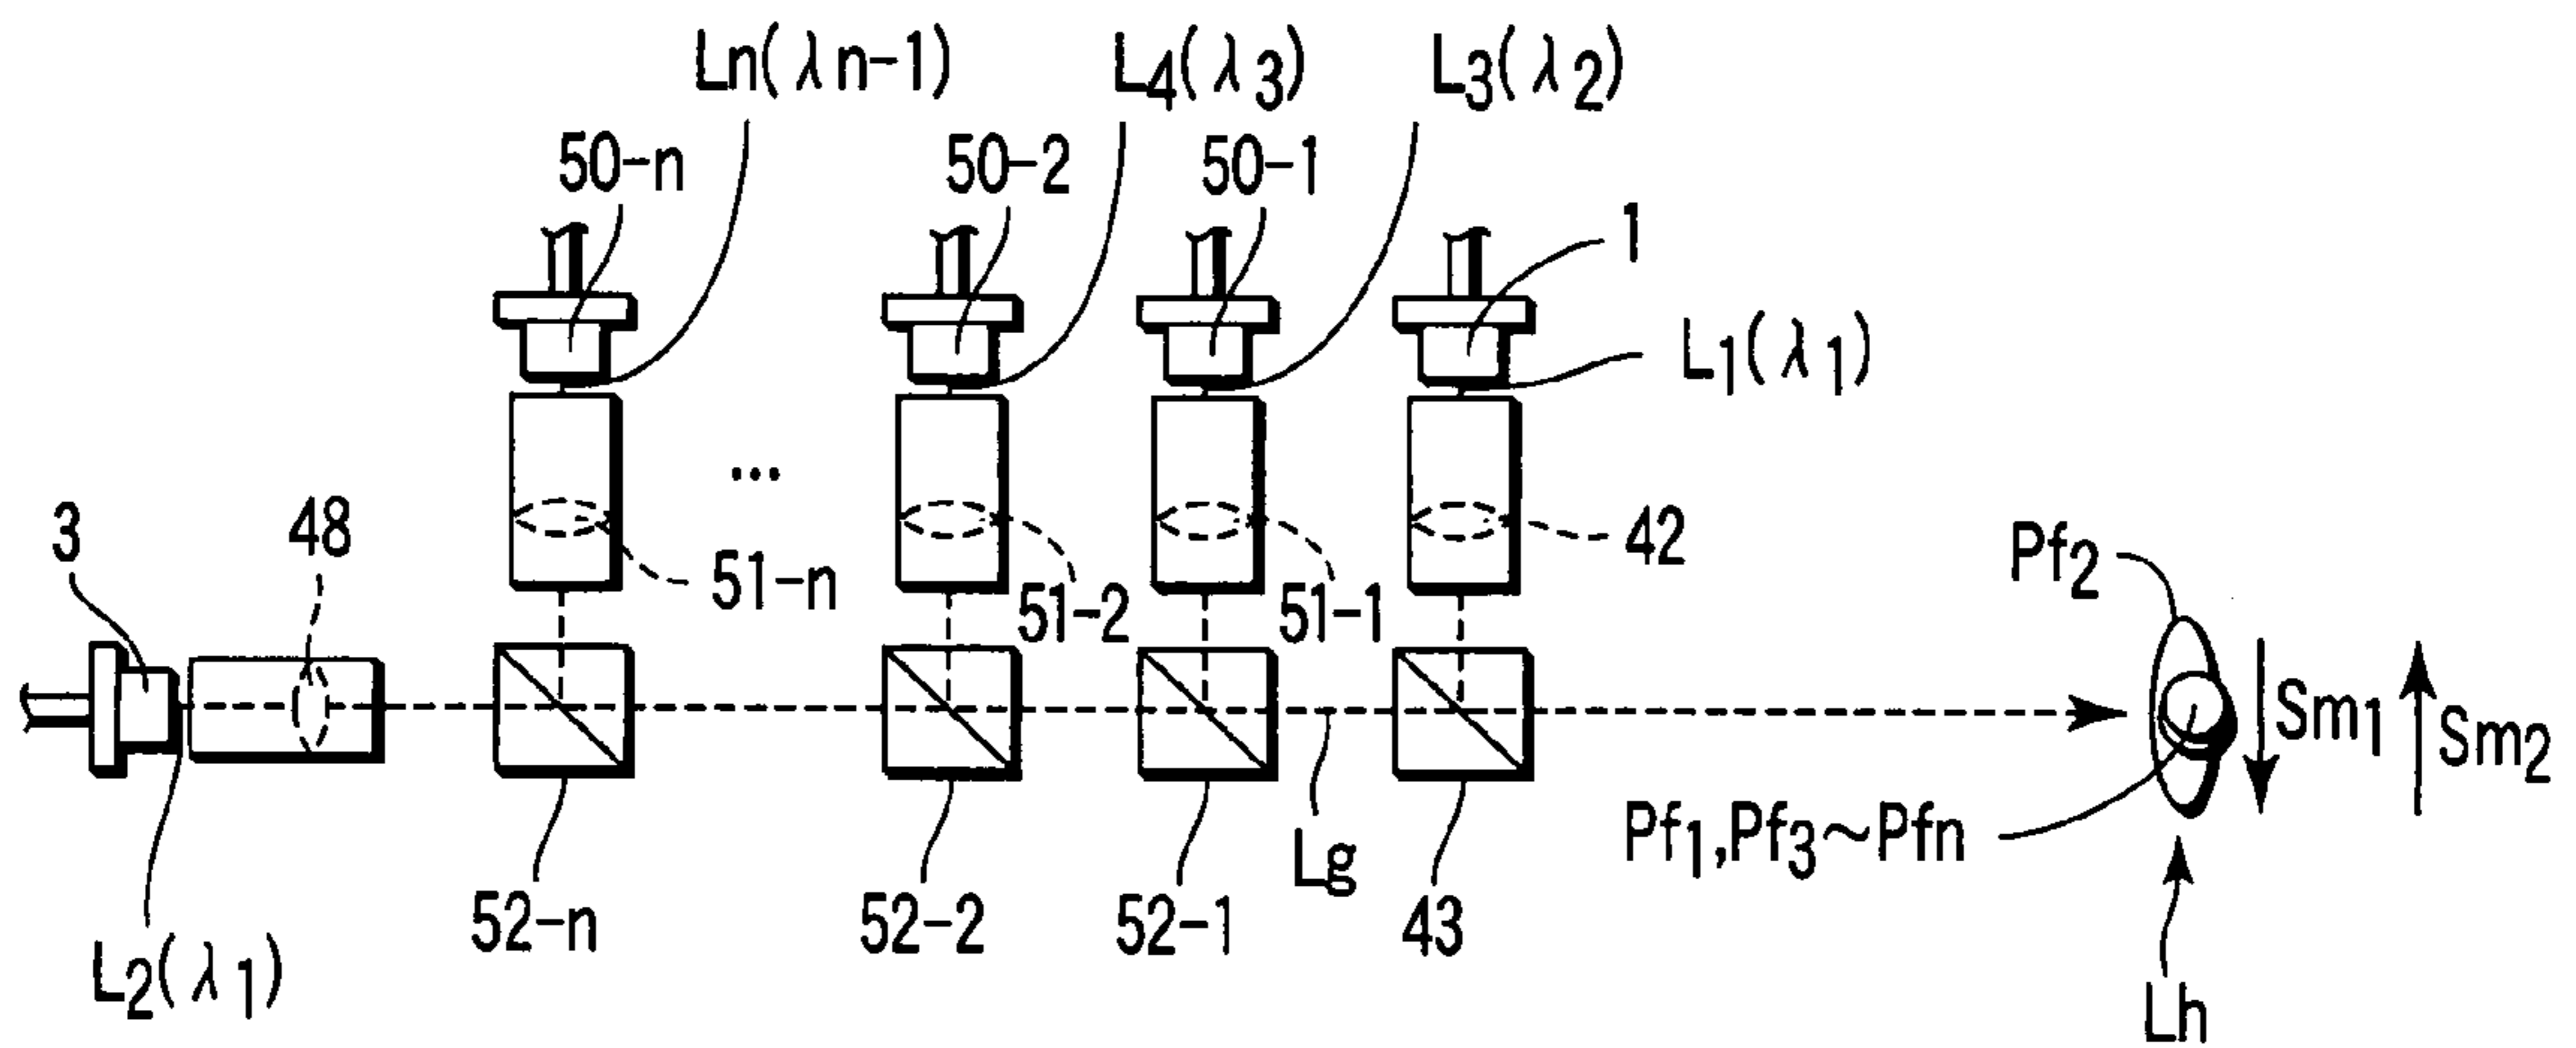 Ln(λn-1)
L4(λ3)
L3(λ2)
50-n
50-2
50-1
1
L1(λ1)
...
3
48
51-n
51-2
51-1
42
Pf2
Sm1
Sm2
Pf1,Pf3~Pfn
Lg
52-n
52-2
52-1
43
L2(λ1)
Lh